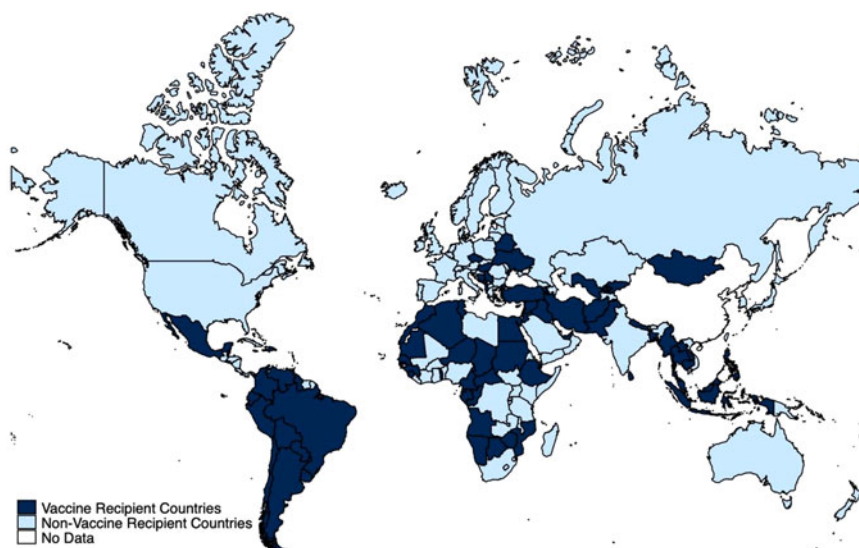 Vaccine Recipient Countries
Non-Vaccine Recipient Countries
No Data